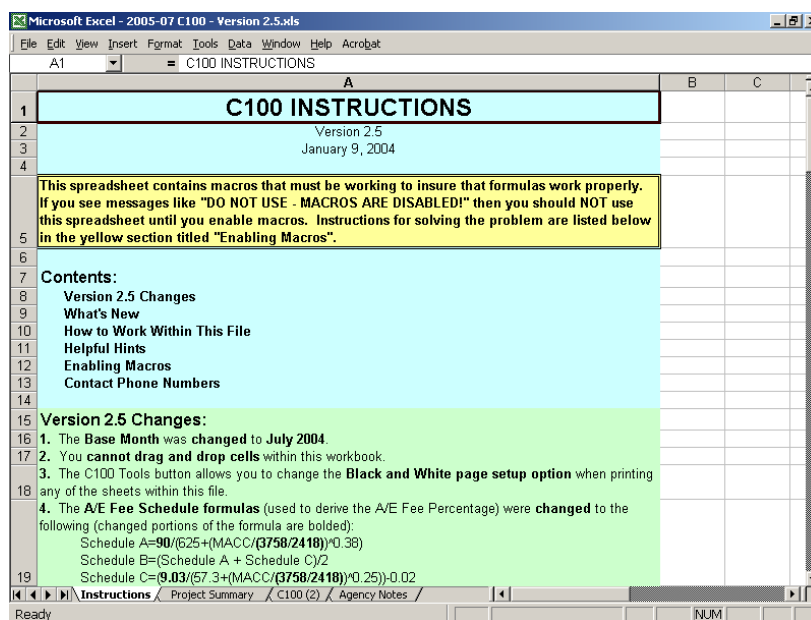 Microsoft Excel - 2005-07 C100 - Version 2.5.xls
File Edit View Insert Format Tools Data Window Help Acrobat
A1 = C100 INSTRUCTIONS
A B C
1 C100 INSTRUCTIONS
2 Version 2.5
3 January 9, 2004
4
This spreadsheet contains macros that must be working to insure that formulas work properly.
If you see messages like "DO NOT USE - MACROS ARE DISABLED!" then you should NOT use
this spreadsheet until you enable macros. Instructions for solving the problem are listed below
5 in the yellow section titled "Enabling Macros".
6
7 Contents:
8 Version 2.5 Changes
9 What's New
10 How to Work Within This File
11 Helpful Hints
12 Enabling Macros
13 Contact Phone Numbers
14
15 Version 2.5 Changes:
16 1. The Base Month was changed to July 2004.
17 2. You cannot drag and drop cells within this workbook.
3. The C100 Tools button allows you to change the Black and White page setup option when printing
18 any of the sheets within this file.
4. The A/E Fee Schedule formulas (used to derive the A/E Fee Percentage) were changed to the
following (changed portions of the formula are bolded):
Schedule A=90/(625+(MACC/(3758/2418))^0.38)
Schedule B=(Schedule A + Schedule C)/2
19 Schedule C=(9.03/(57.3+(MACC/(3758/2418))^0.25))-0.02
Instructions Project Summary C100 (2) Agency Notes
Ready NUM